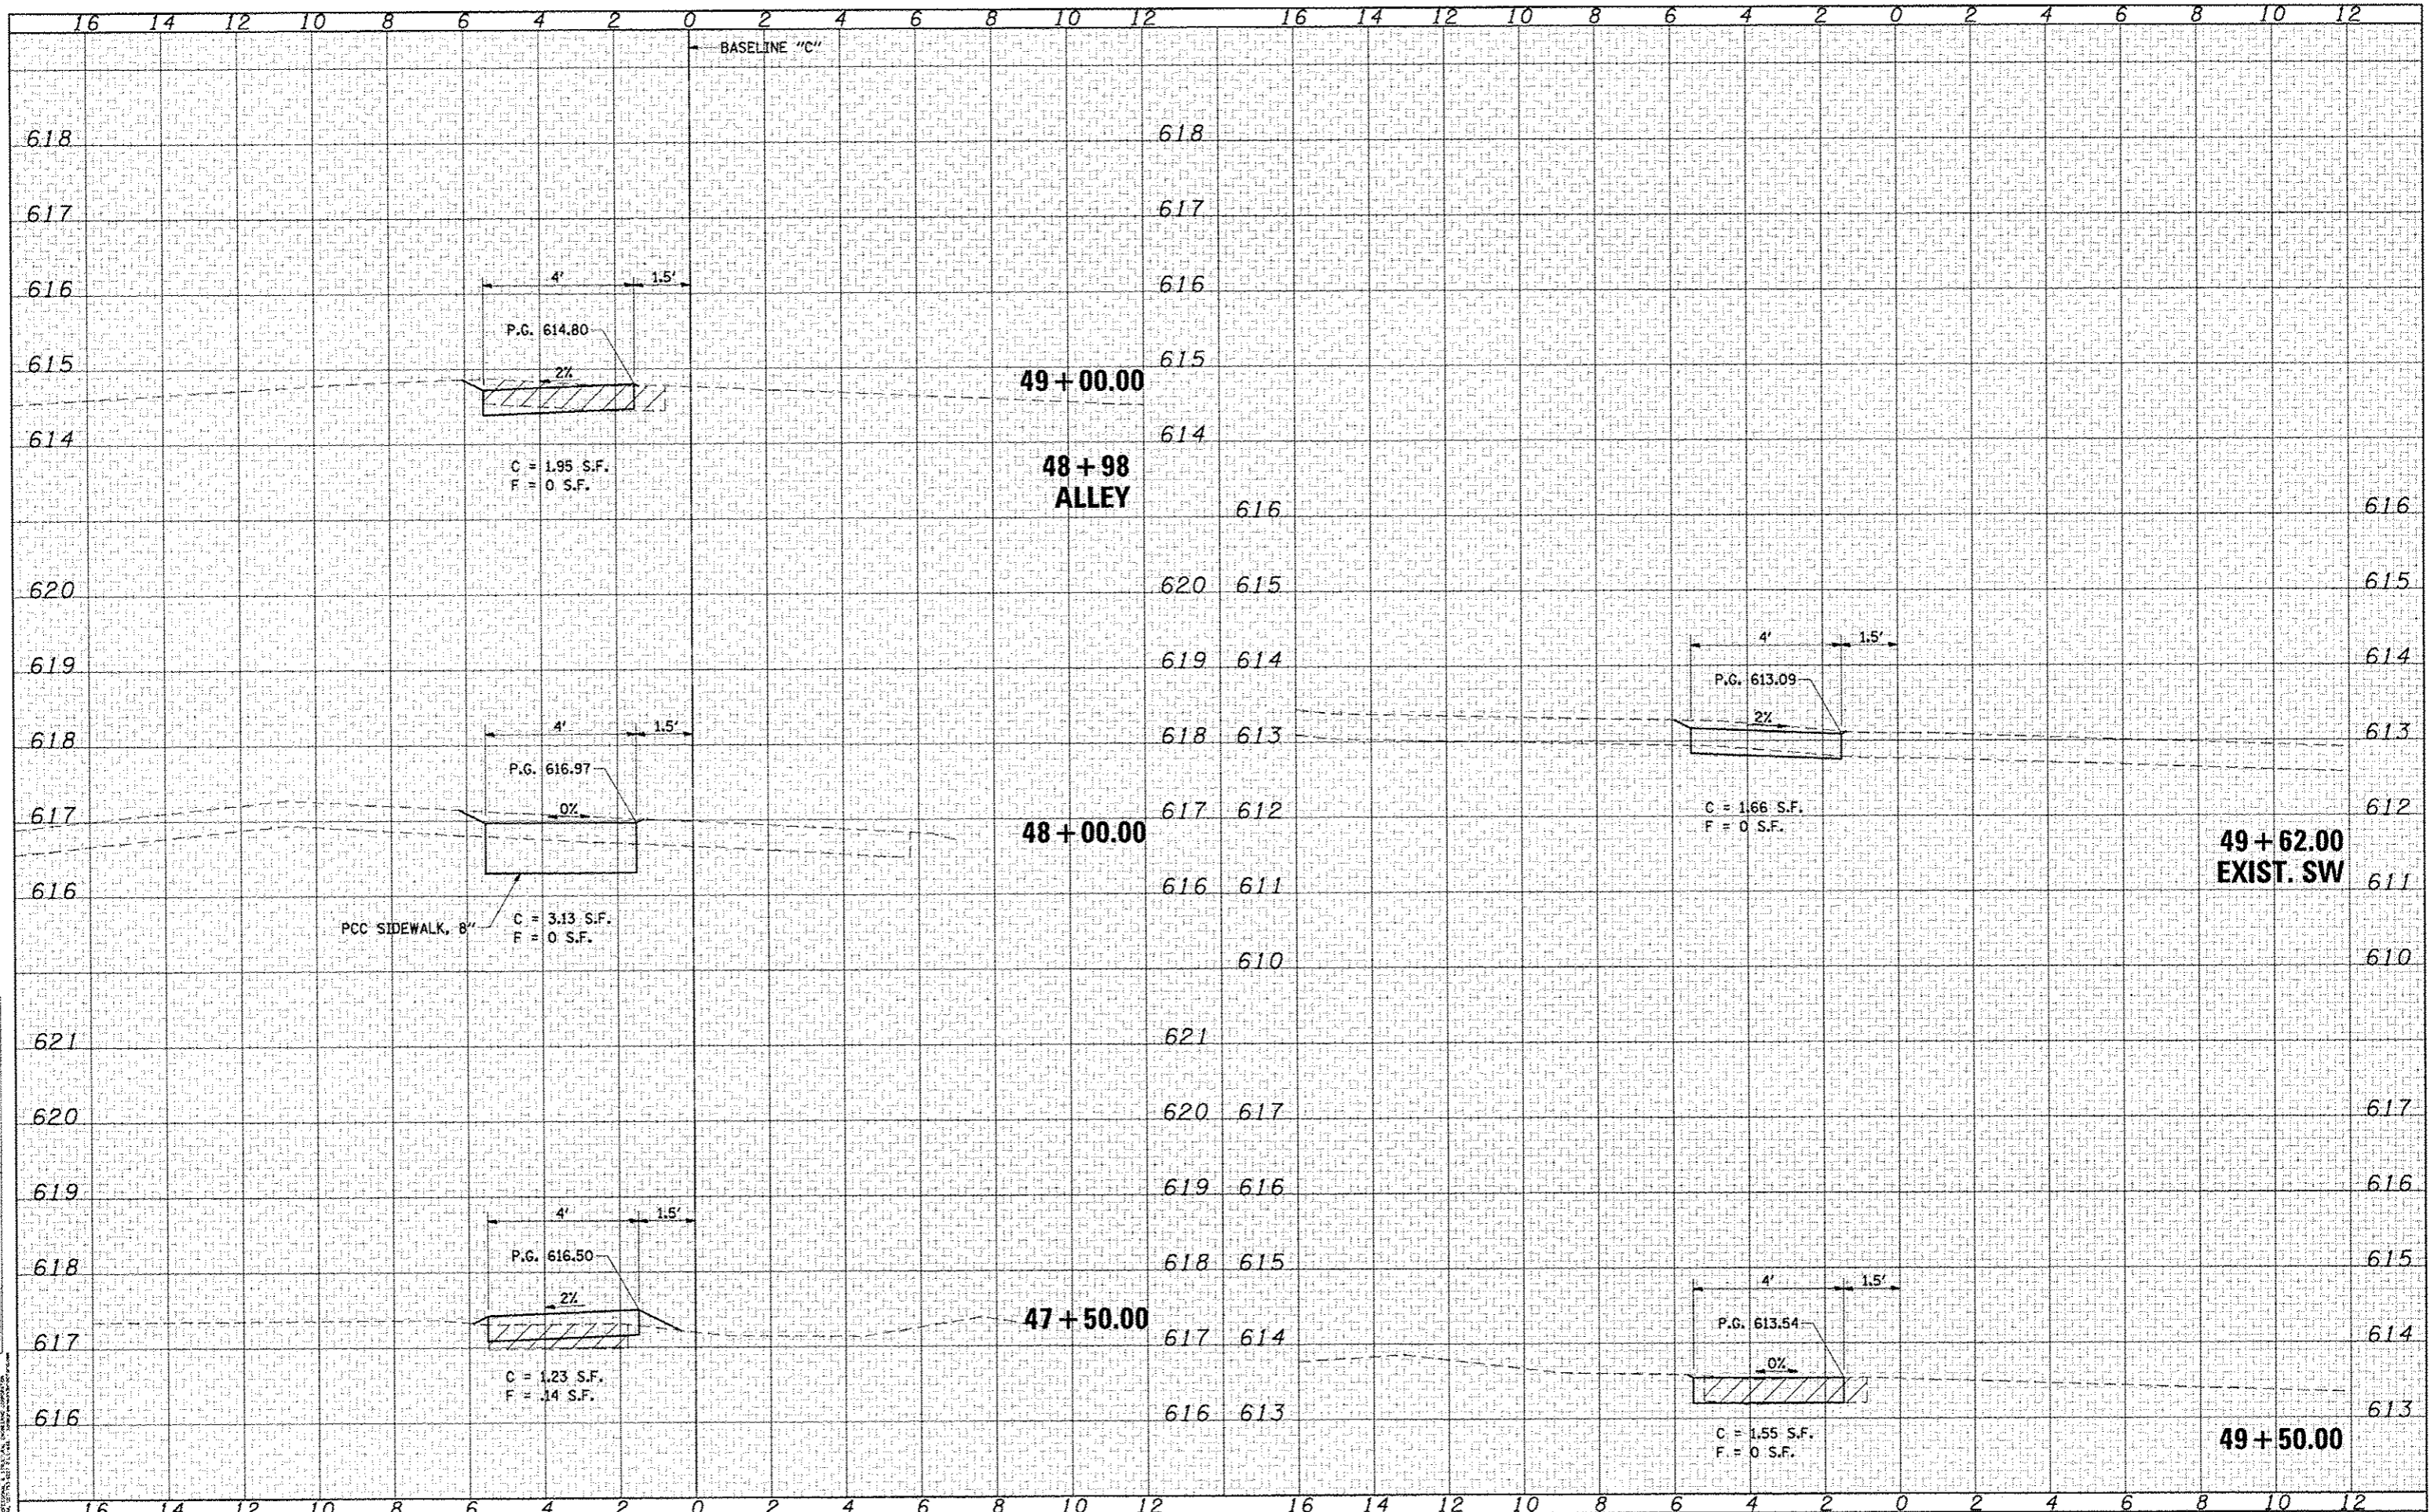 16 14 12 10 8 6 4 2 0 2 4 6 8 10 12 16 14 12 10 8 6 4 2 0 2 4 6 8 10 12
BASELINE "C"
618 618
617 617
4' 1.5'
616 616
P.G. 614.80
615 615
2%
49+00.00
614 614
C = 1.95 S.F.
F = 0 S.F.
48+98
ALLEY
620 620
619 619
4' 1.5'
618 618
P.G. 616.97
617 617
0%
48+00.00
616 616
PCC SIDEWALK, 8"
C = 3.13 S.F.
F = 0 S.F.
621 621
620 620
619 619
4' 1.5'
618 618
P.G. 616.50
2%
47+50.00
617 617
C = 1.23 S.F.
F = .14 S.F.
616 616
616 616
615 615
4' 1.5'
614 614
P.G. 613.09
2%
613 613
612 612
C = 1.66 S.F.
F = 0 S.F.
49+62.00
EXIST. SW
611 611
610 610
617 617
616 616
615 615
4' 1.5'
P.G. 613.54
614 614
0%
613 613
C = 1.55 S.F.
F = 0 S.F.
49+50.00
16 14 12 10 8 6 4 2 0 2 4 6 8 10 12 16 14 12 10 8 6 4 2 0 2 4 6 8 10 12